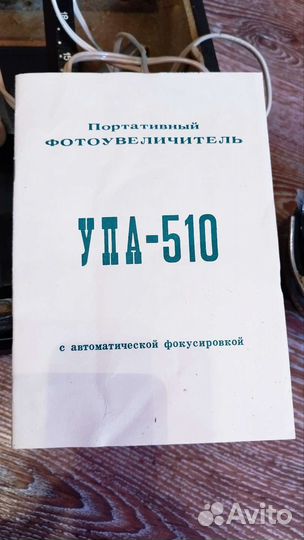 Портативный
ФОТОУВЕЛИЧИТЕЛЬ
УПА-510
с автоматической фокусировкой
Avito